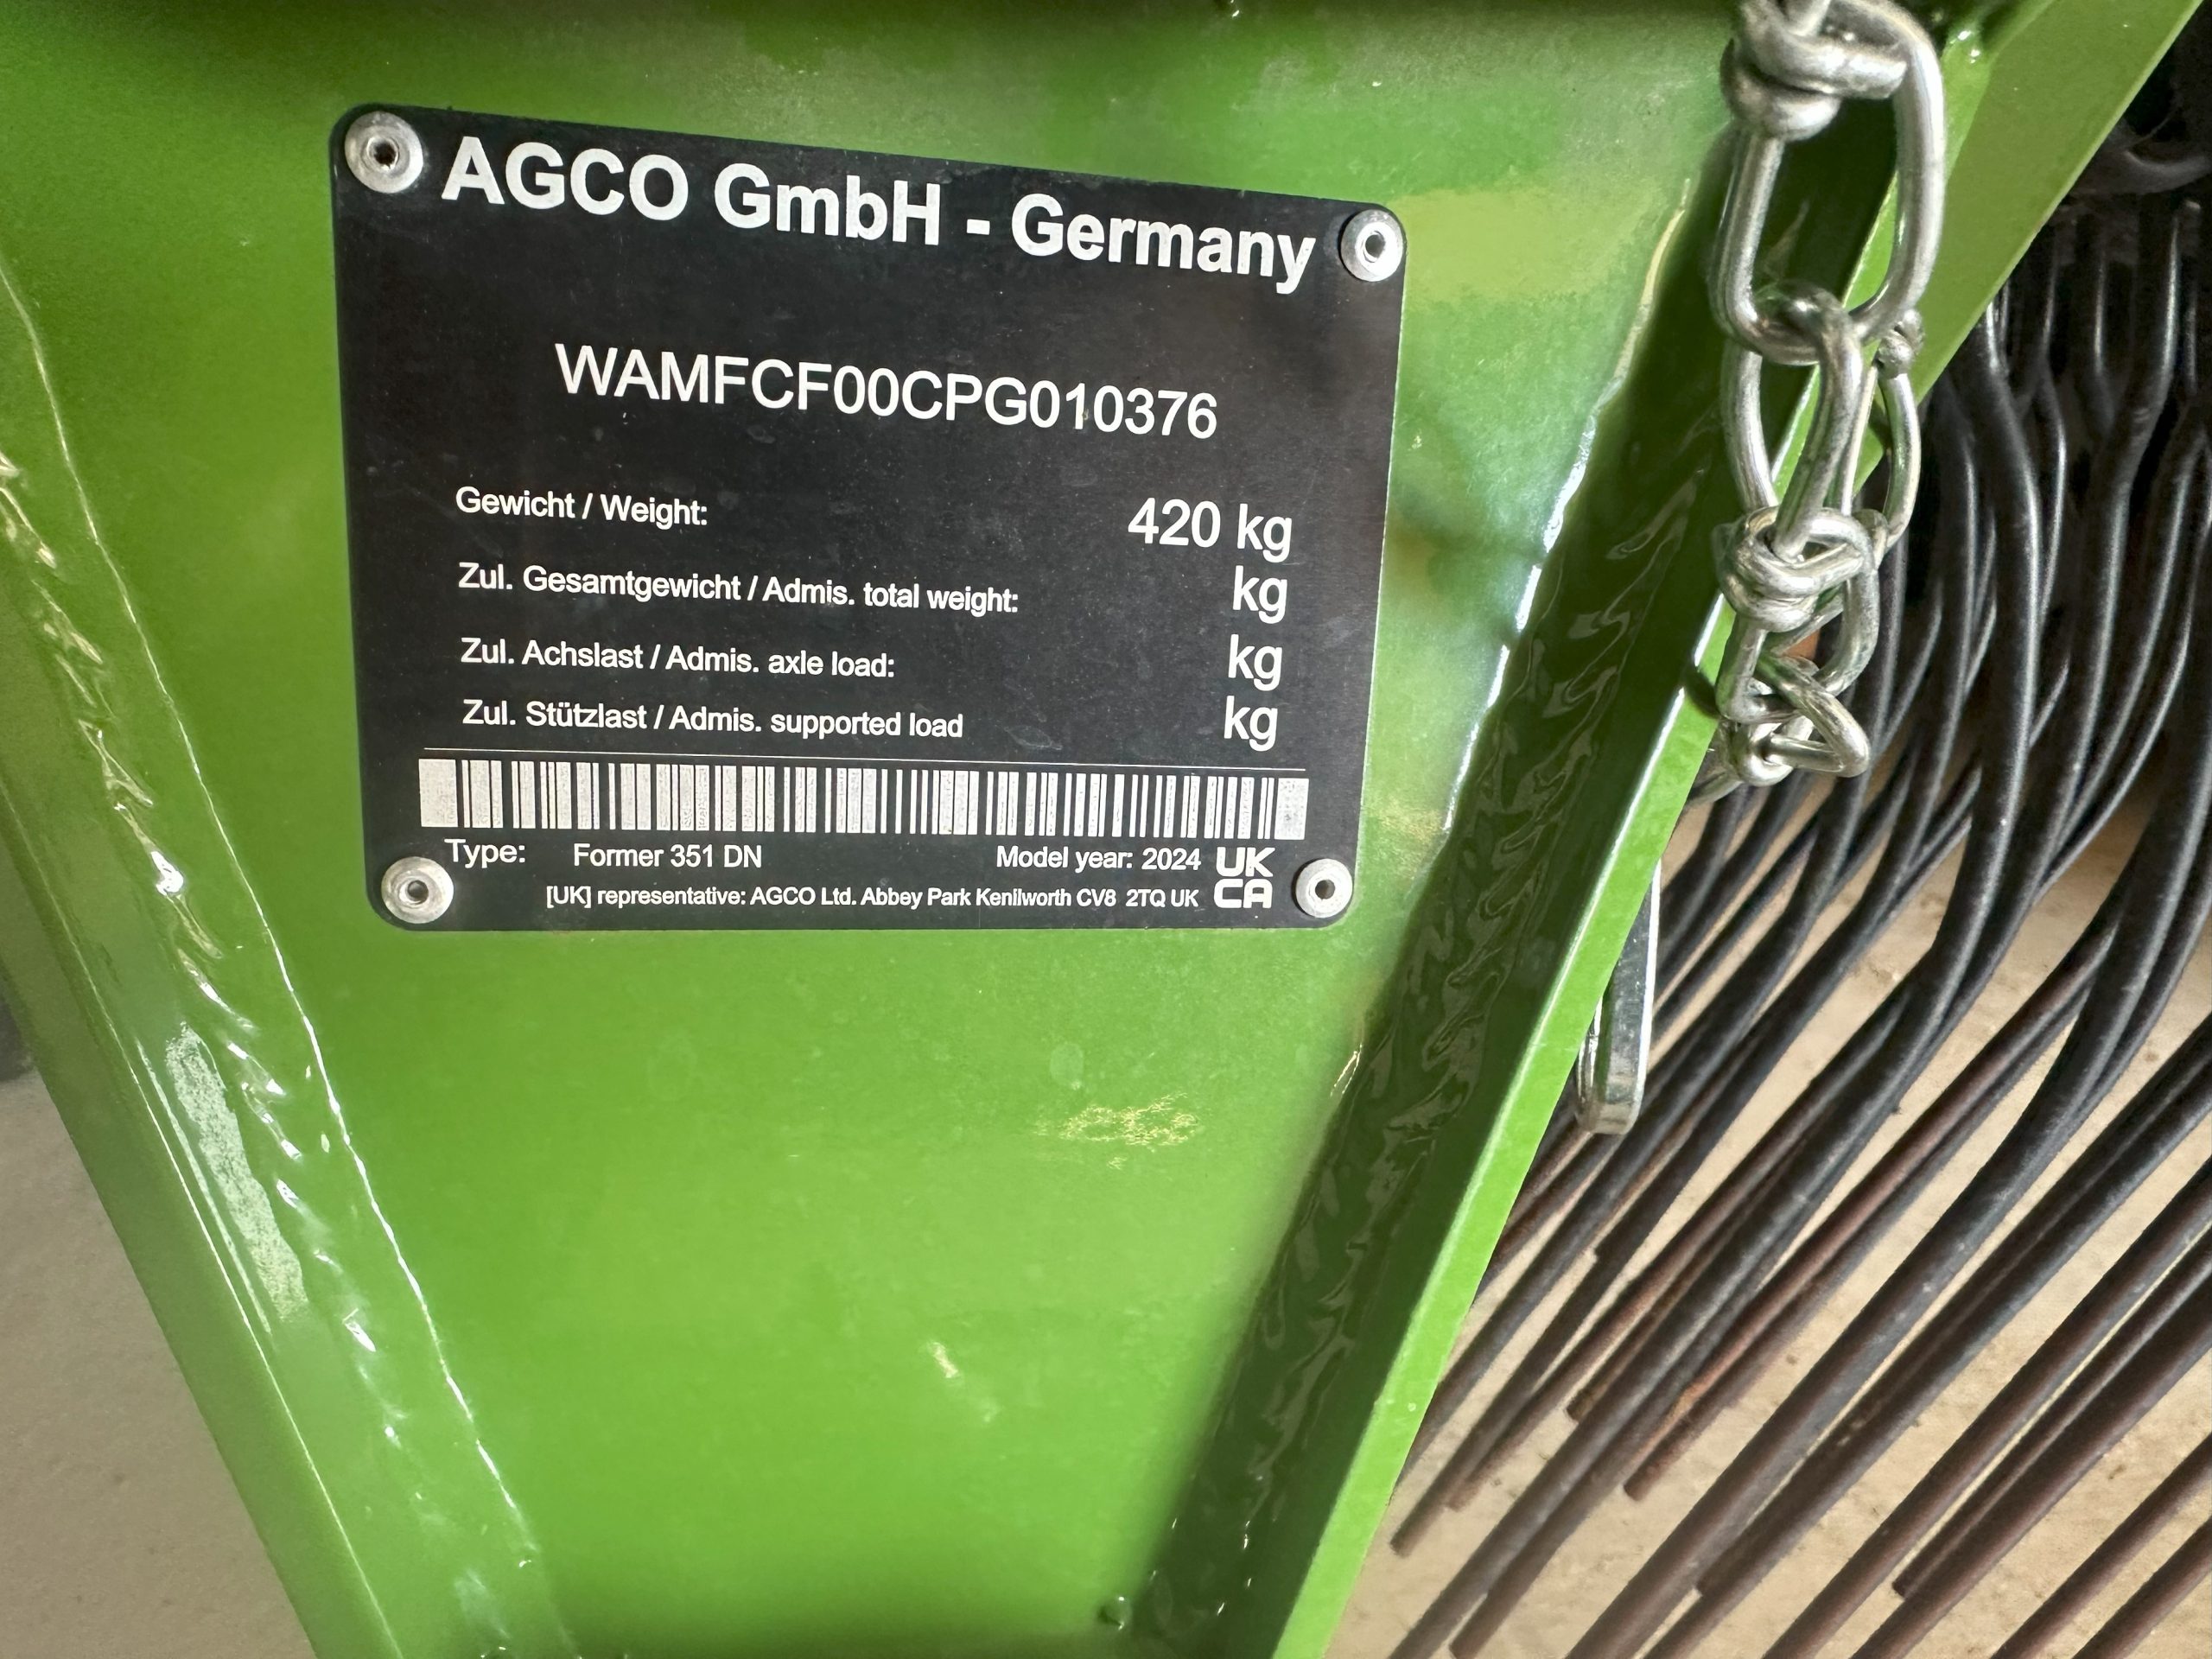 AGCO GmbH - Germany
WAMFCF00CPG010376
Gewicht / Weight: 420 kg
Zul. Gesamtgewicht / Admis. total weight: kg
Zul. Achslast / Admis. axle load: kg
Zul. Stützlast / Admis. supported load kg
Type: Former 351 DN Model year: 2024 UK
[UK] representative: AGCO Ltd. Abbey Park Kenilworth CV8 2TQ UK CA